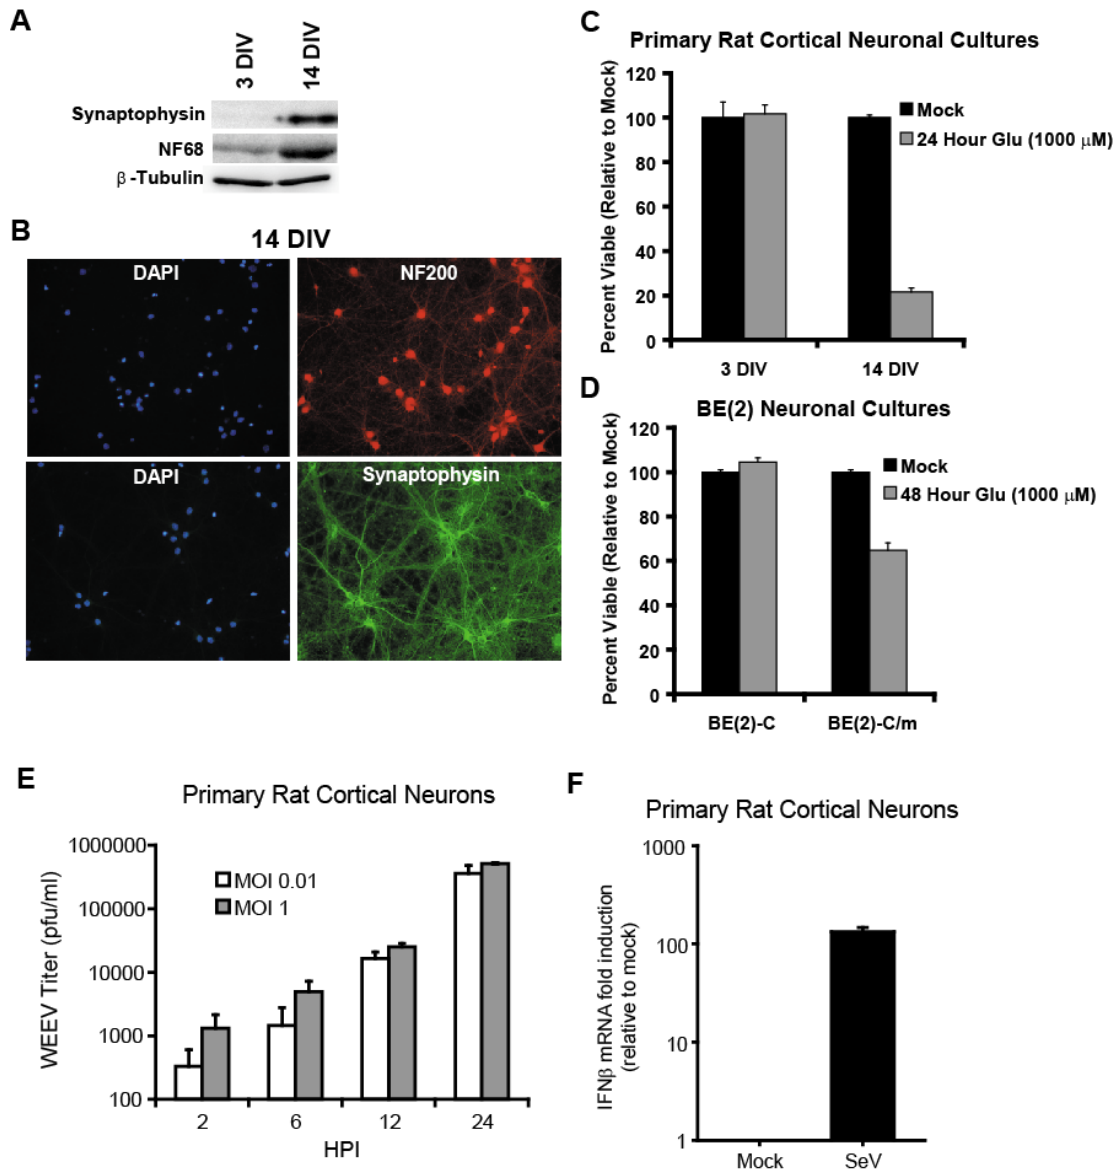 A
3 DIV
14 DIV
Synaptophysin
NF68
β -Tubulin
B
14 DIV
DAPI
NF200
DAPI
Synaptophysin
C
Primary Rat Cortical Neuronal Cultures
Percent Viable (Relative to Mock)
120
100
80
60
40
20
0
Mock
24 Hour Glu (1000 μM)
3 DIV
14 DIV
D
BE(2) Neuronal Cultures
Percent Viable (Relative to Mock)
120
100
80
60
40
20
0
Mock
48 Hour Glu (1000 μM)
BE(2)-C
BE(2)-C/m
E
Primary Rat Cortical Neurons
WEEV Titer (pfu/ml)
1000000
100000
10000
1000
100
MOI 0.01
MOI 1
2
6
12
24
HPI
F
Primary Rat Cortical Neurons
IFNβ mRNA fold induction
(relative to mock)
1000
100
10
1
Mock
SeV